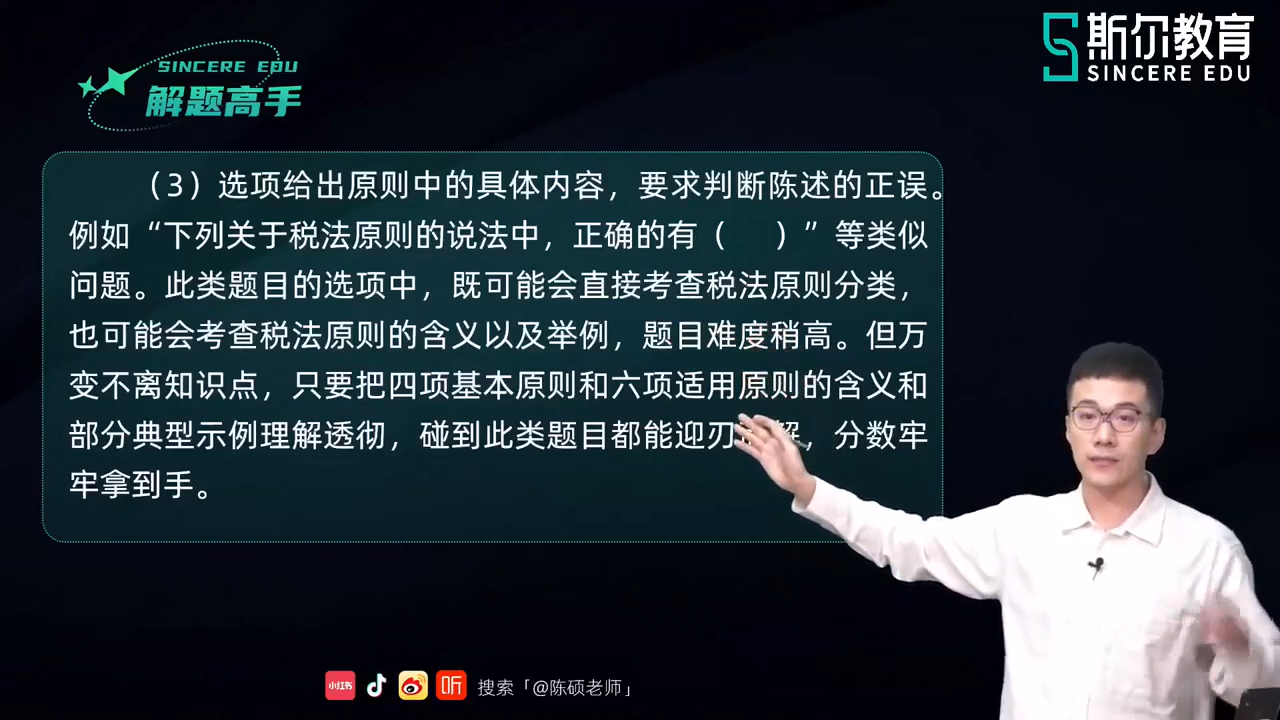 斯尔教育
SINCERE EDU
SINCERE EDU
解题高手
（3）选项给出原则中的具体内容，要求判断陈述的正误。
例如“下列关于税法原则的说法中，正确的有（　　）”等类似
问题。此类题目的选项中，既可能会直接考查税法原则分类，
也可能会考查税法原则的含义以及举例，题目难度稍高。但万
变不离知识点，只要把四项基本原则和六项适用原则的含义和
部分典型示例理解透彻，碰到此类题目都能迎刃解，分数牢
牢拿到手。
小红书
听
搜索「@陈硕老师」